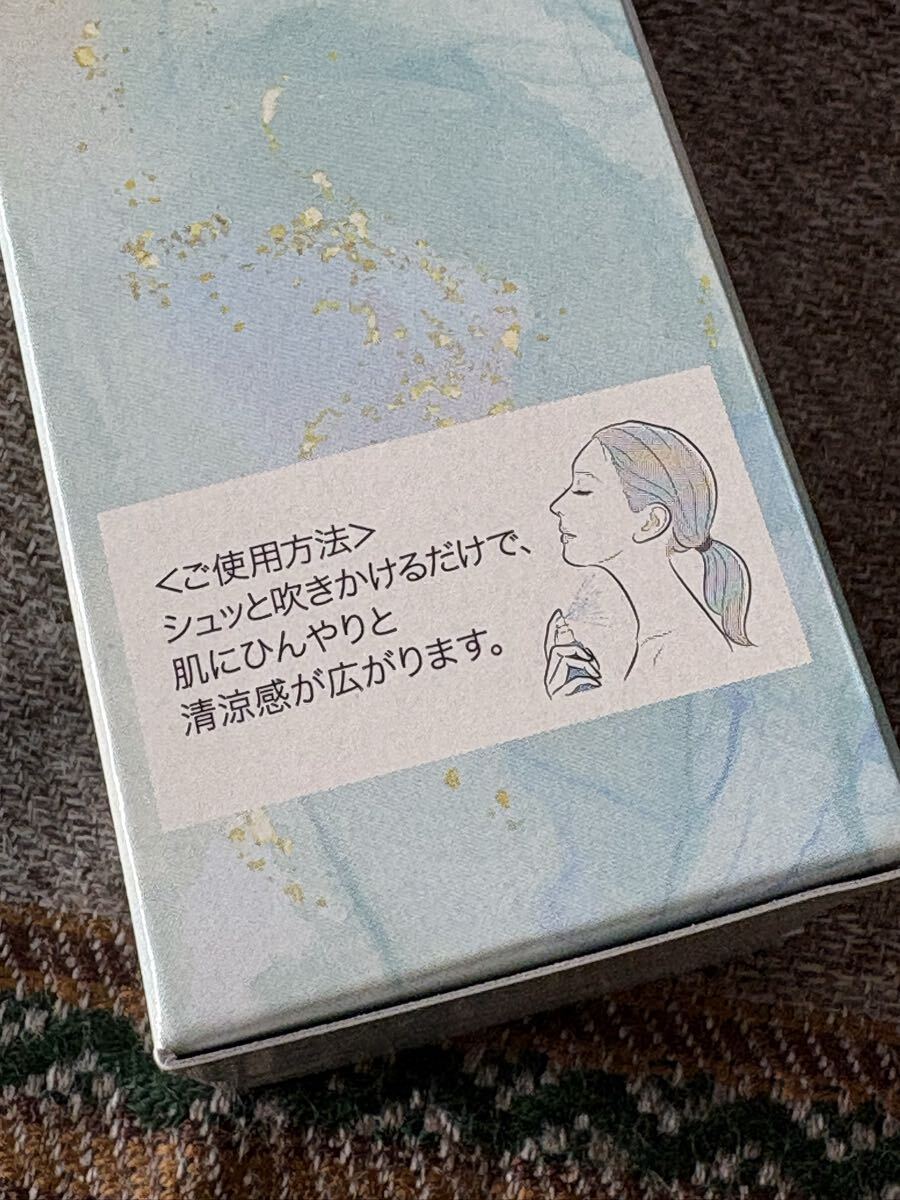 <ご使用方法>
シュッと吹きかけるだけで、
肌にひんやりと
清涼感が広がります。